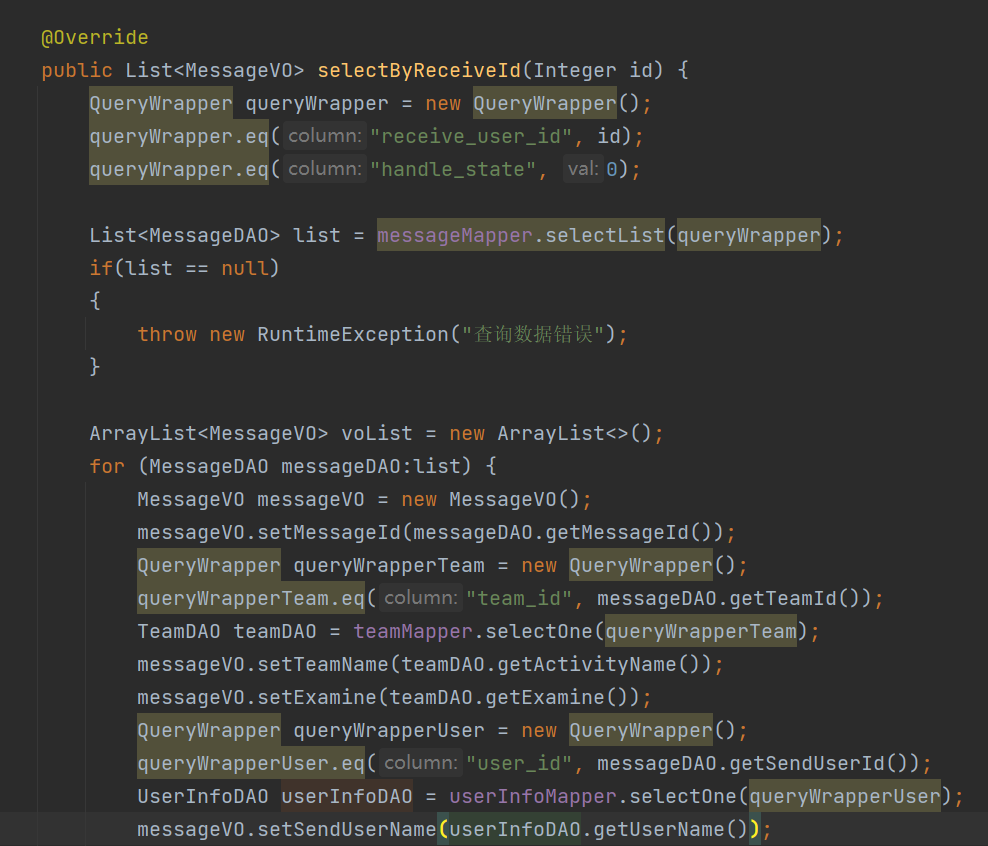 @Override
public List<MessageVO> selectByReceiveId(Integer id) {
QueryWrapper queryWrapper = new QueryWrapper();
queryWrapper.eq( column: "receive_user_id", id);
queryWrapper.eq( column: "handle_state", val: 0);
List<MessageDAO> list = messageMapper.selectList(queryWrapper);
if(list == null)
{
throw new RuntimeException("查询数据错误");
}
ArrayList<MessageVO> voList = new ArrayList<>();
for (MessageDAO messageDAO:list) {
MessageVO messageVO = new MessageVO();
messageVO.setMessageId(messageDAO.getMessageId());
QueryWrapper queryWrapperTeam = new QueryWrapper();
queryWrapperTeam.eq( column: "team_id", messageDAO.getTeamId());
TeamDAO teamDAO = teamMapper.selectOne(queryWrapperTeam);
messageVO.setTeamName(teamDAO.getActivityName());
messageVO.setExamine(teamDAO.getExamine());
QueryWrapper queryWrapperUser = new QueryWrapper();
queryWrapperUser.eq( column: "user_id", messageDAO.getSendUserId());
UserInfoDAO userInfoDAO = userInfoMapper.selectOne(queryWrapperUser);
messageVO.setSendUserName(userInfoDAO.getUserName());